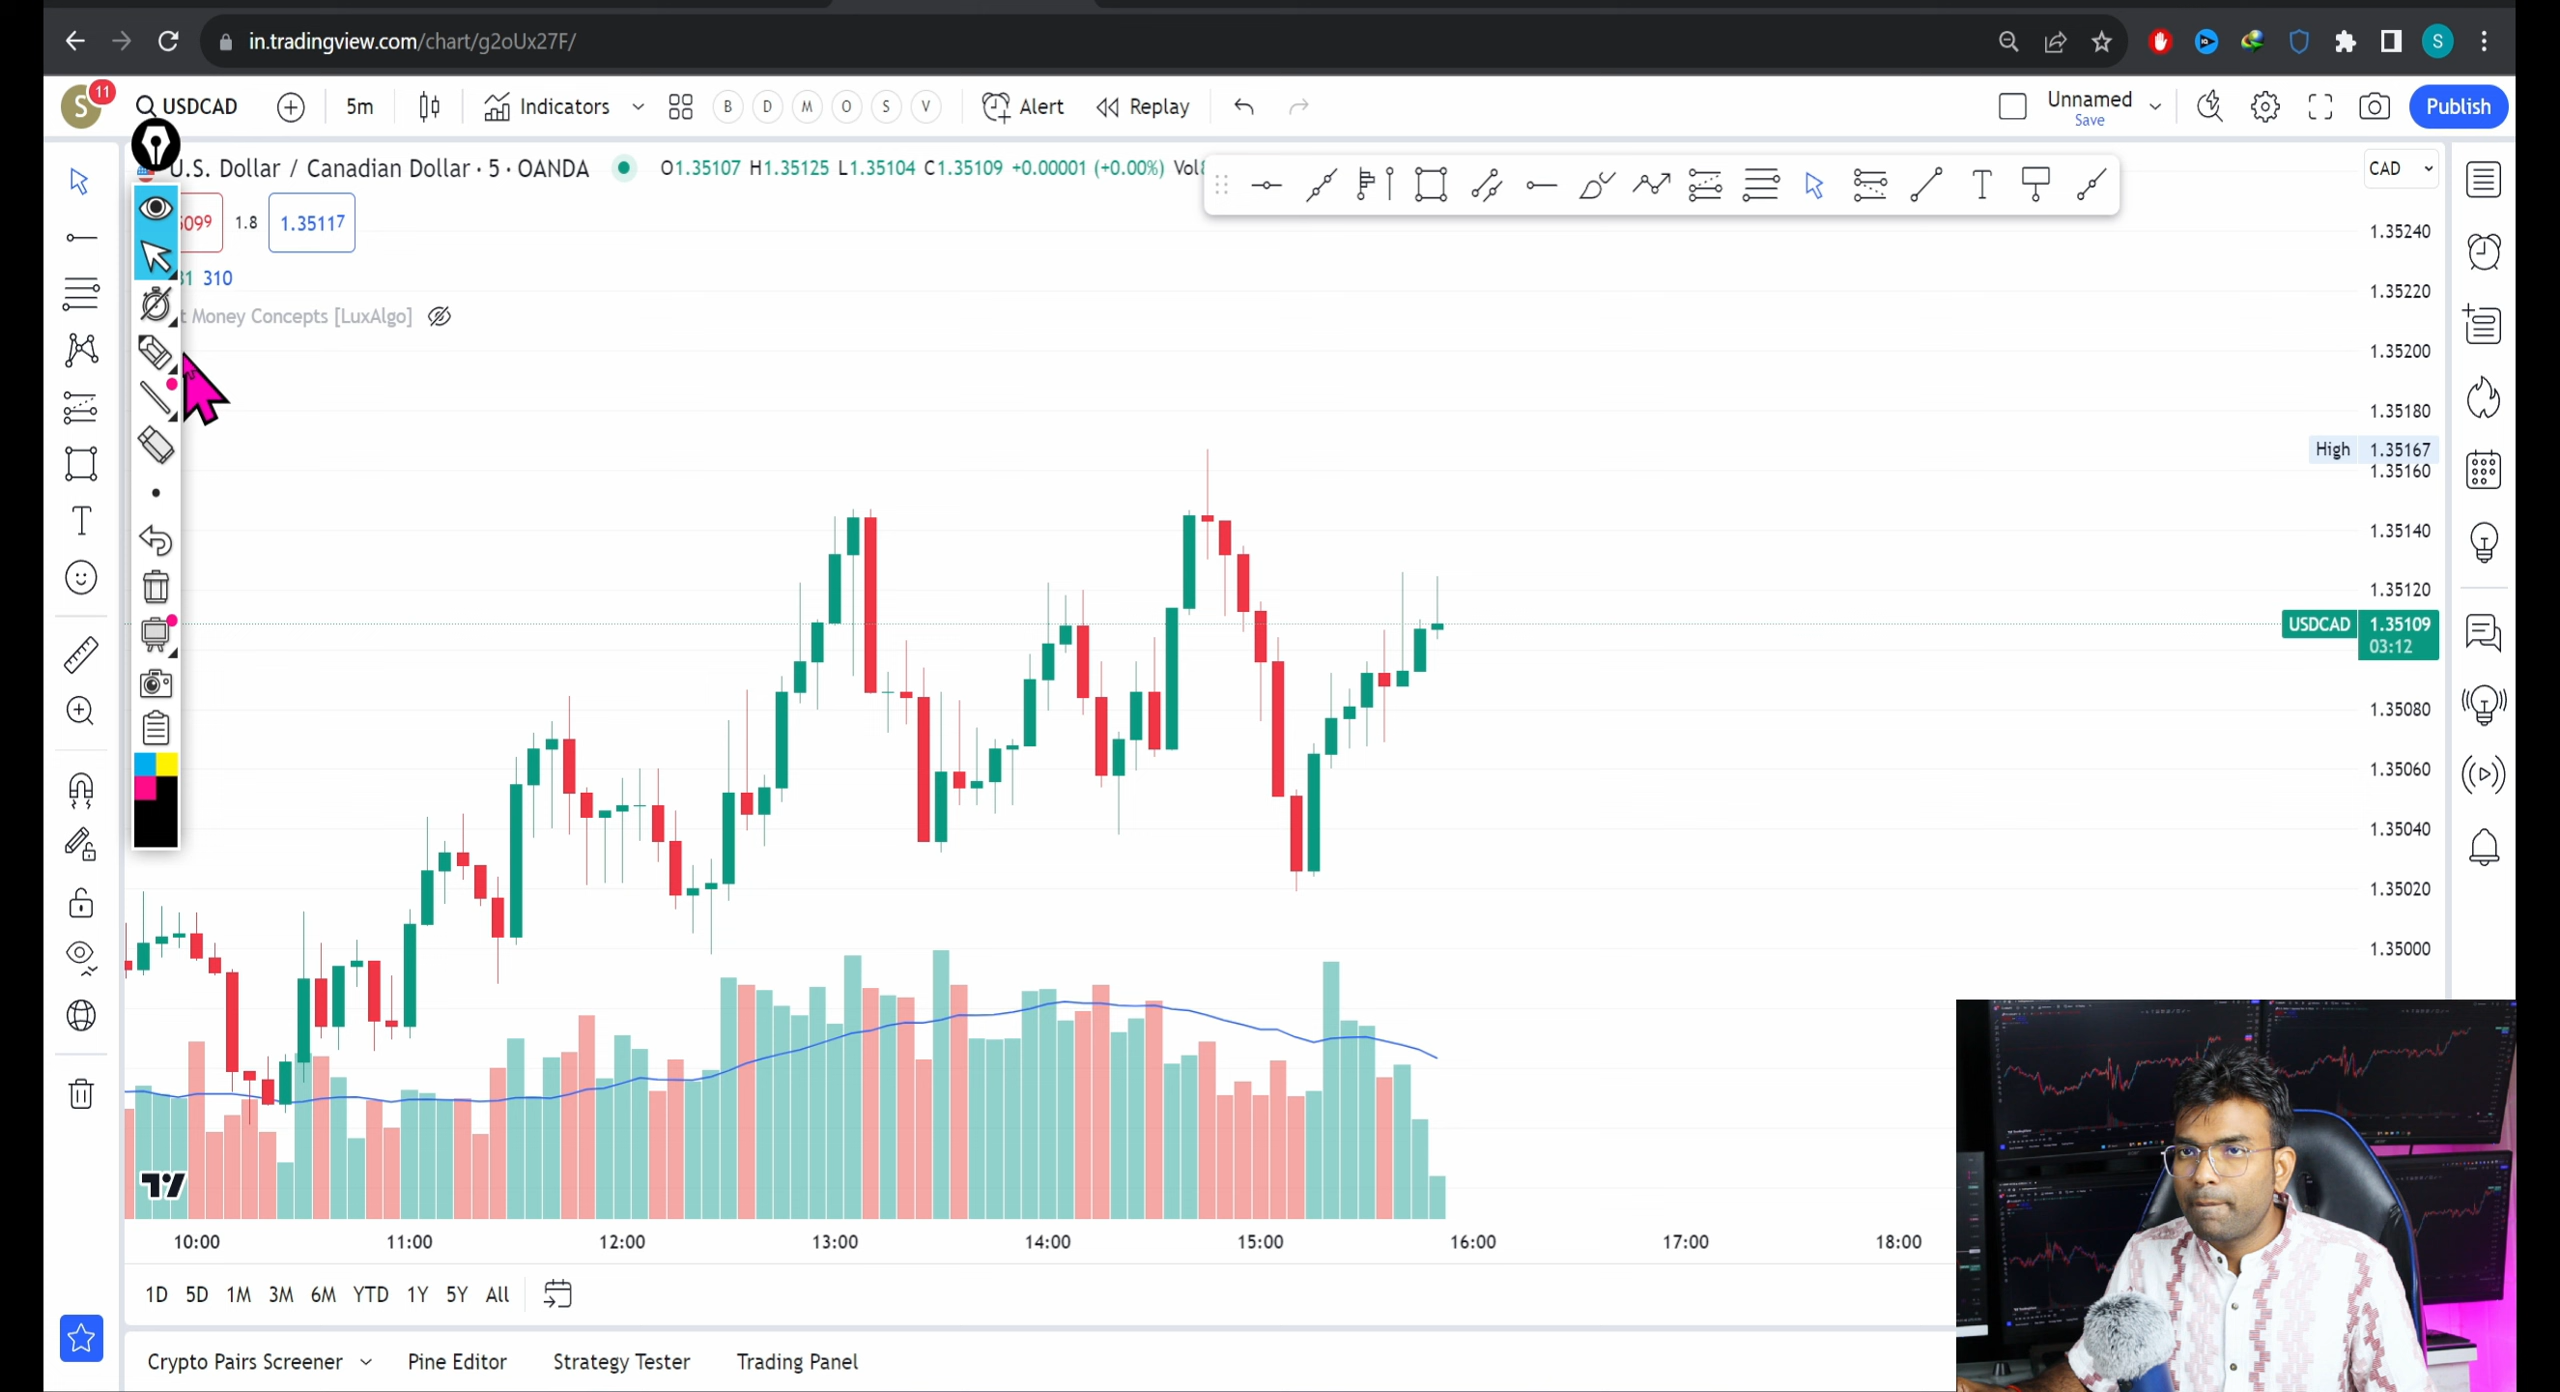 in.tradingview.com/chart/g2oUx27F/
S
S 11 USDCAD 5m Indicators B D M O S V Alert Replay Unnamed Save Publish
U.S. Dollar / Canadian Dollar · 5 · OANDA O1.35107 H1.35125 L1.35104 C1.35109 +0.00001 (+0.00%) Vol
CAD
5099 1.8 1.35117
310
Money Concepts [LuxAlgo]
1.35240
1.35220
1.35200
1.35180
High 1.35167
1.35160
1.35140
1.35120
USDCAD 1.35109
03:12
1.35080
1.35060
1.35040
1.35020
1.35000
10:00 11:00 12:00 13:00 14:00 15:00 16:00 17:00 18:00
1D 5D 1M 3M 6M YTD 1Y 5Y All
Crypto Pairs Screener Pine Editor Strategy Tester Trading Panel